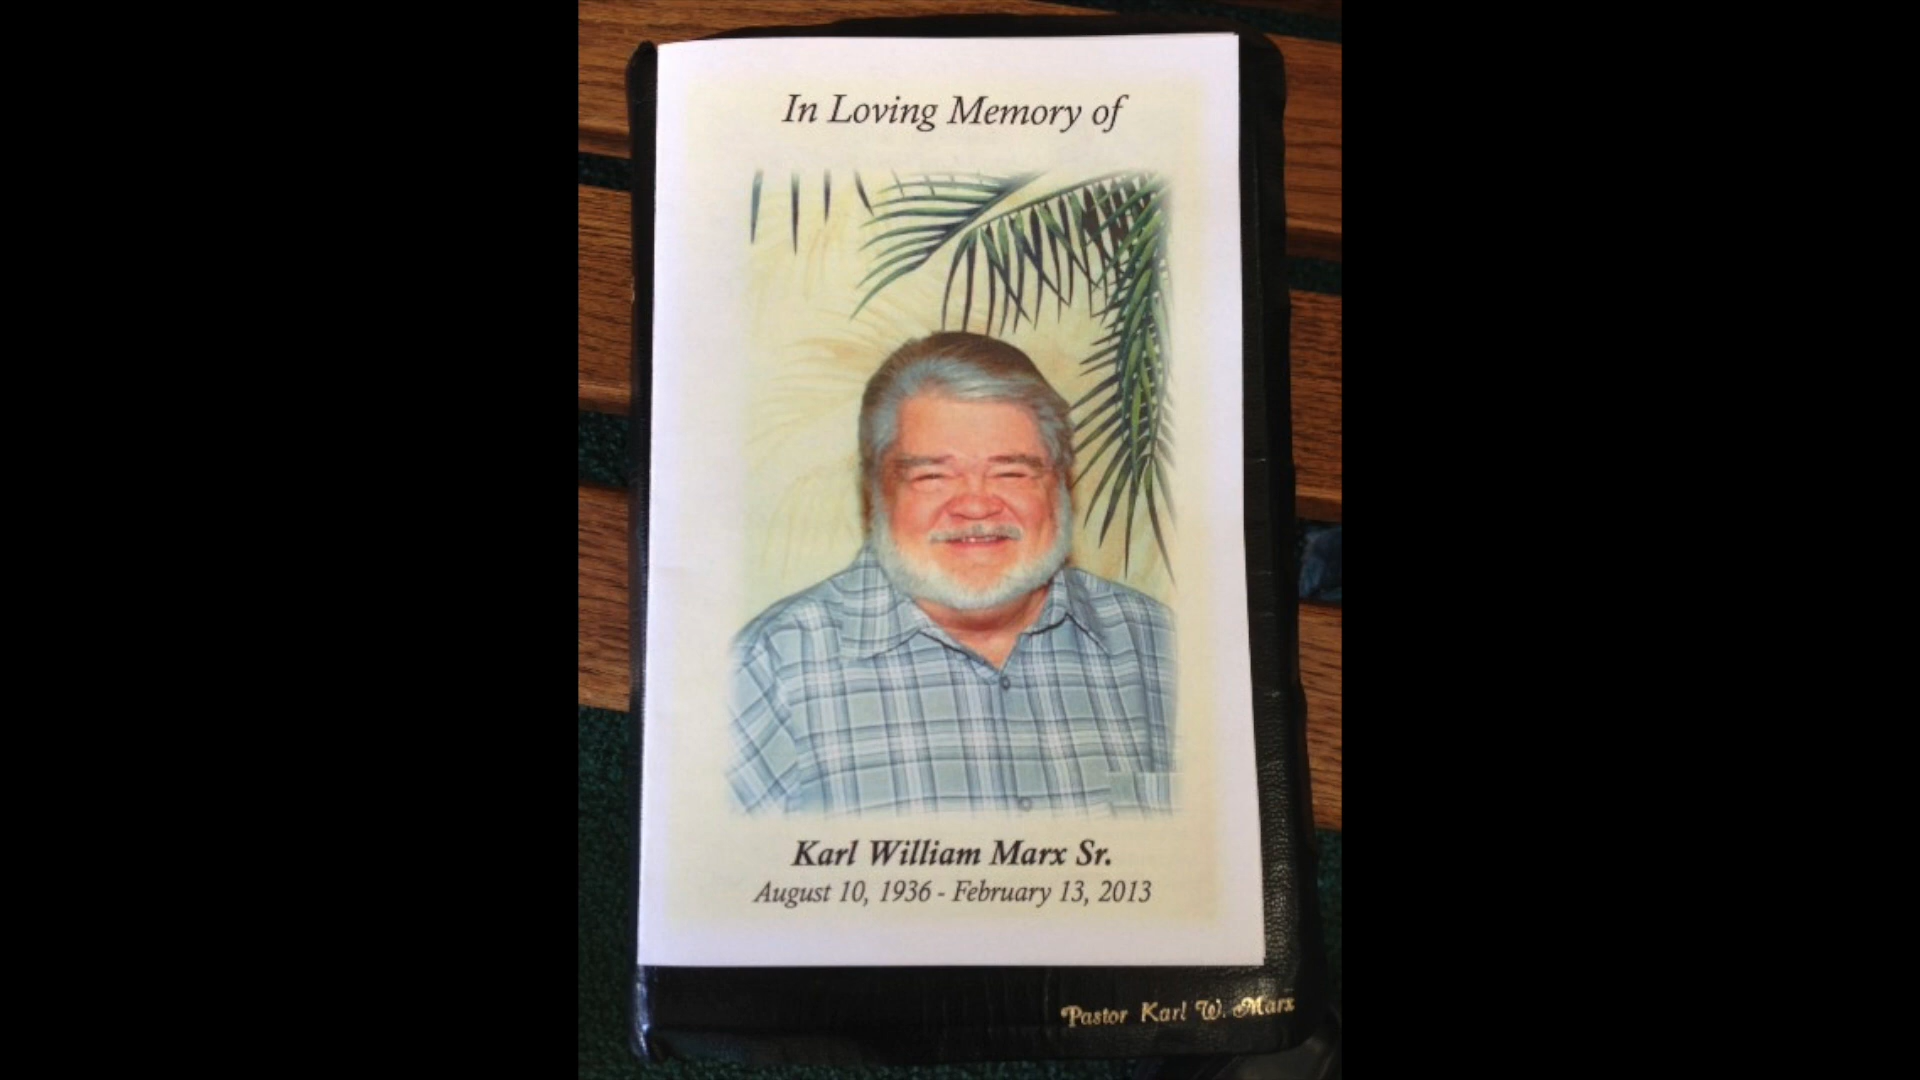 In Loving Memory of
Karl William Marx Sr.
August 10, 1936 - February 13, 2013
Pastor Karl W. Marx